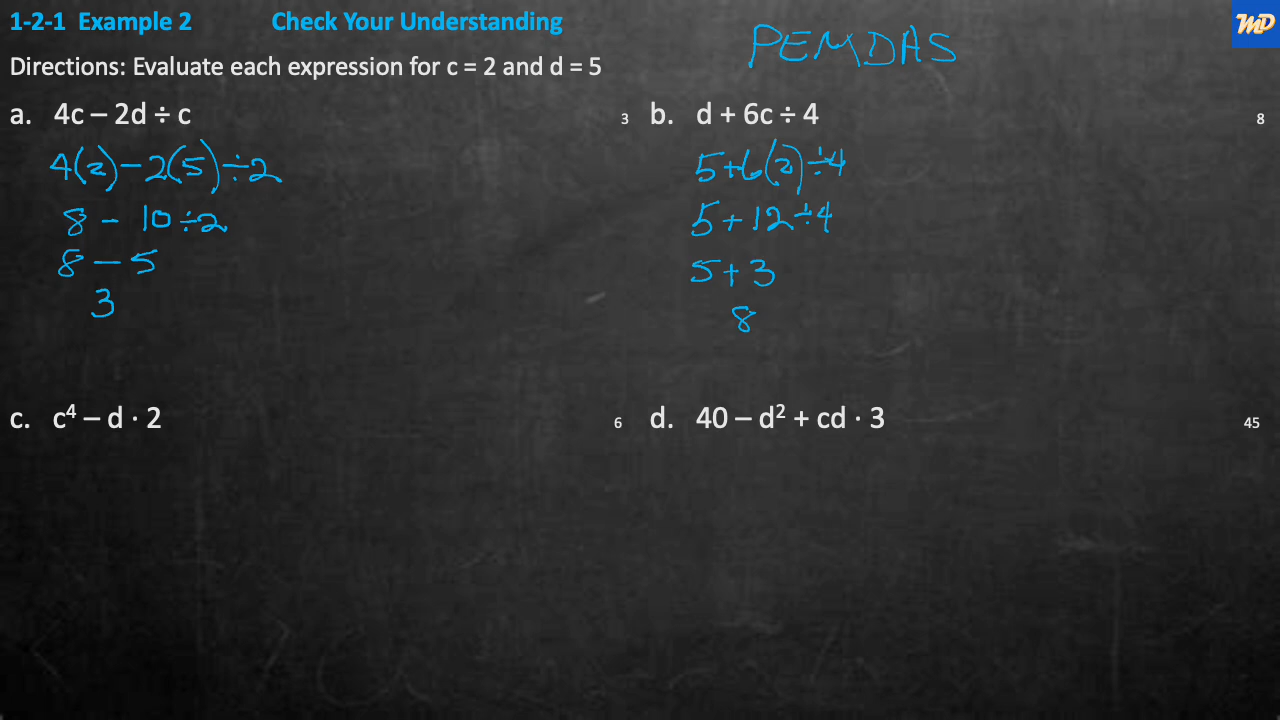 1-2-1 Example 2 Check Your Understanding
PEMDAS
MD
Directions: Evaluate each expression for c = 2 and d = 5
a. 4c – 2d ÷ c 3
4(2) – 2(5) ÷ 2
8 – 10 ÷ 2
8 – 5
3
b. d + 6c ÷ 4 8
5 + 6(2) ÷ 4
5 + 12 ÷ 4
5 + 3
8
c. c⁴ – d · 2 6
d. 40 – d² + cd · 3 45